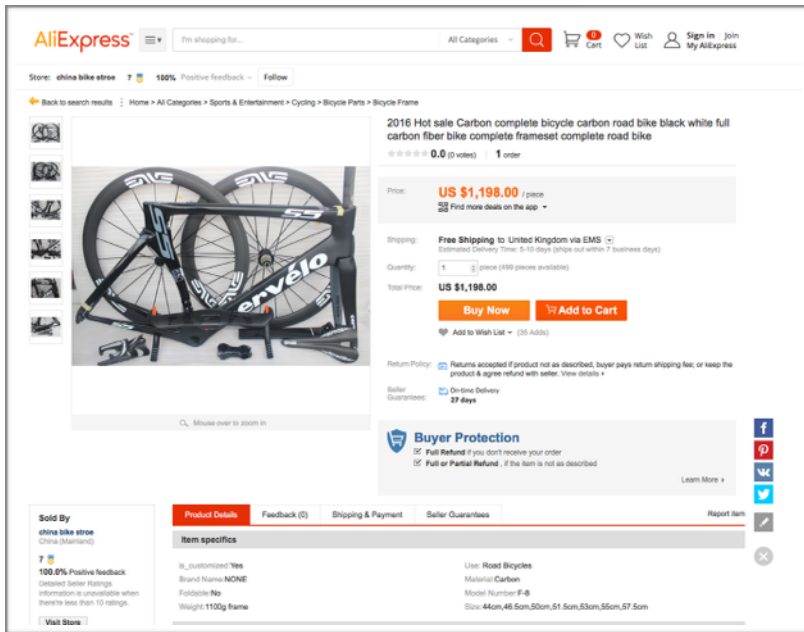 AliExpress™
I'm shopping for...
All Categories
0
Cart
Wish
List
Sign in Join
My AliExpress
Store: china bike stroe 7 100% Positive feedback Follow
Back to search results Home > All Categories > Sports & Entertainment > Cycling > Bicycle Parts > Bicycle Frame
2016 Hot sale Carbon complete bicycle carbon road bike black white full
carbon fiber bike complete frameset complete road bike
0.0 (0 votes) 1 order
Price: US $1,198.00 / piece
Find more deals on the app
Shipping: Free Shipping to United Kingdom via EMS
Estimated Delivery Time: 5-10 days (ships out within 7 business days)
Quantity: 1 piece (499 pieces available)
Total Price: US $1,198.00
Buy Now Add to Cart
Add to Wish List (35 Adds)
Return Policy: Returns accepted if product not as described, buyer pays return shipping fee; or keep the
product & agree refund with seller. View details
Seller
Guarantees:
On-time Delivery
27 days
ENVE
ENVE
S5
S5
ervélo
Mouse over to zoom in
Buyer Protection
Full Refund if you don't receive your order
Full or Partial Refund , if the item is not as described
Learn More
Sold By
china bike stroe
China (Mainland)
7
100.0% Positive feedback
Detailed Seller Ratings
information is unavailable when
there're less than 10 ratings.
Visit Store
Product Details Feedback (0) Shipping & Payment Seller Guarantees Report item
Item specifics
is_customized:Yes
Brand Name:NONE
Foldable:No
Weight:1100g frame
Use: Road Bicycles
Material:Carbon
Model Number:F-8
Size:44cm,46.5cm,50cm,51.5cm,53cm,55cm,57.5cm